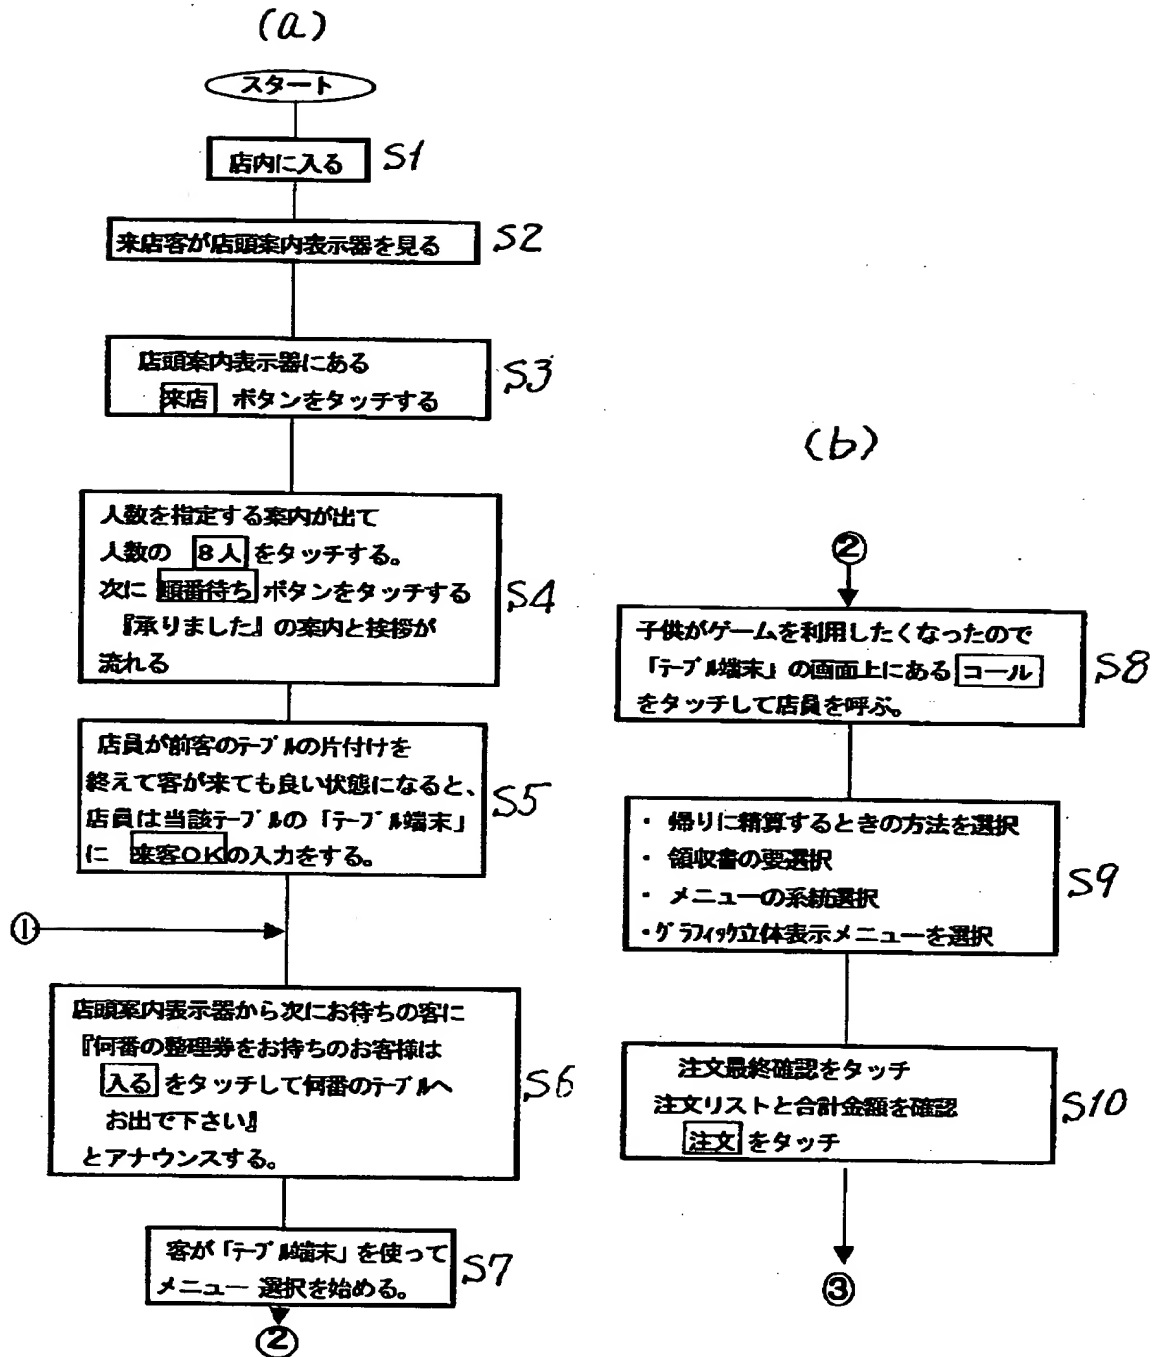 (a)
スタート
店内に入る S1
来店客が店頭案内表示器を見る S2
店頭案内表示器にある
来店 ボタンをタッチする
S3
人数を指定する案内が出て
人数の 8人 をタッチする。
次に 順番待ち ボタンをタッチする
『承りました』の案内と挨拶が
流れる
S4
店員が前客のテーブルの片付けを
終えて客が来ても良い状態になると、
店員は当該テーブルの「テーブル端末」
に 来客OK の入力をする。
S5
①
店頭案内表示器から次にお待ちの客に
『何番の整理券をお持ちのお客様は
入る をタッチして何番のテーブルへ
お出で下さい』
とアナウンスする。
S6
客が「テーブル端末」を使って
メニュー 選択を始める。
S7
②
(b)
②
子供がゲームを利用したくなったので
「テーブル端末」の画面上にある コール
をタッチして店員を呼ぶ。
S8
・ 帰りに精算するときの方法を選択
・ 領収書の要選択
・ メニューの系統選択
・グラフィック立体表示メニューを選択
S9
注文最終確認をタッチ
注文リストと合計金額を確認
注文 をタッチ
S10
③